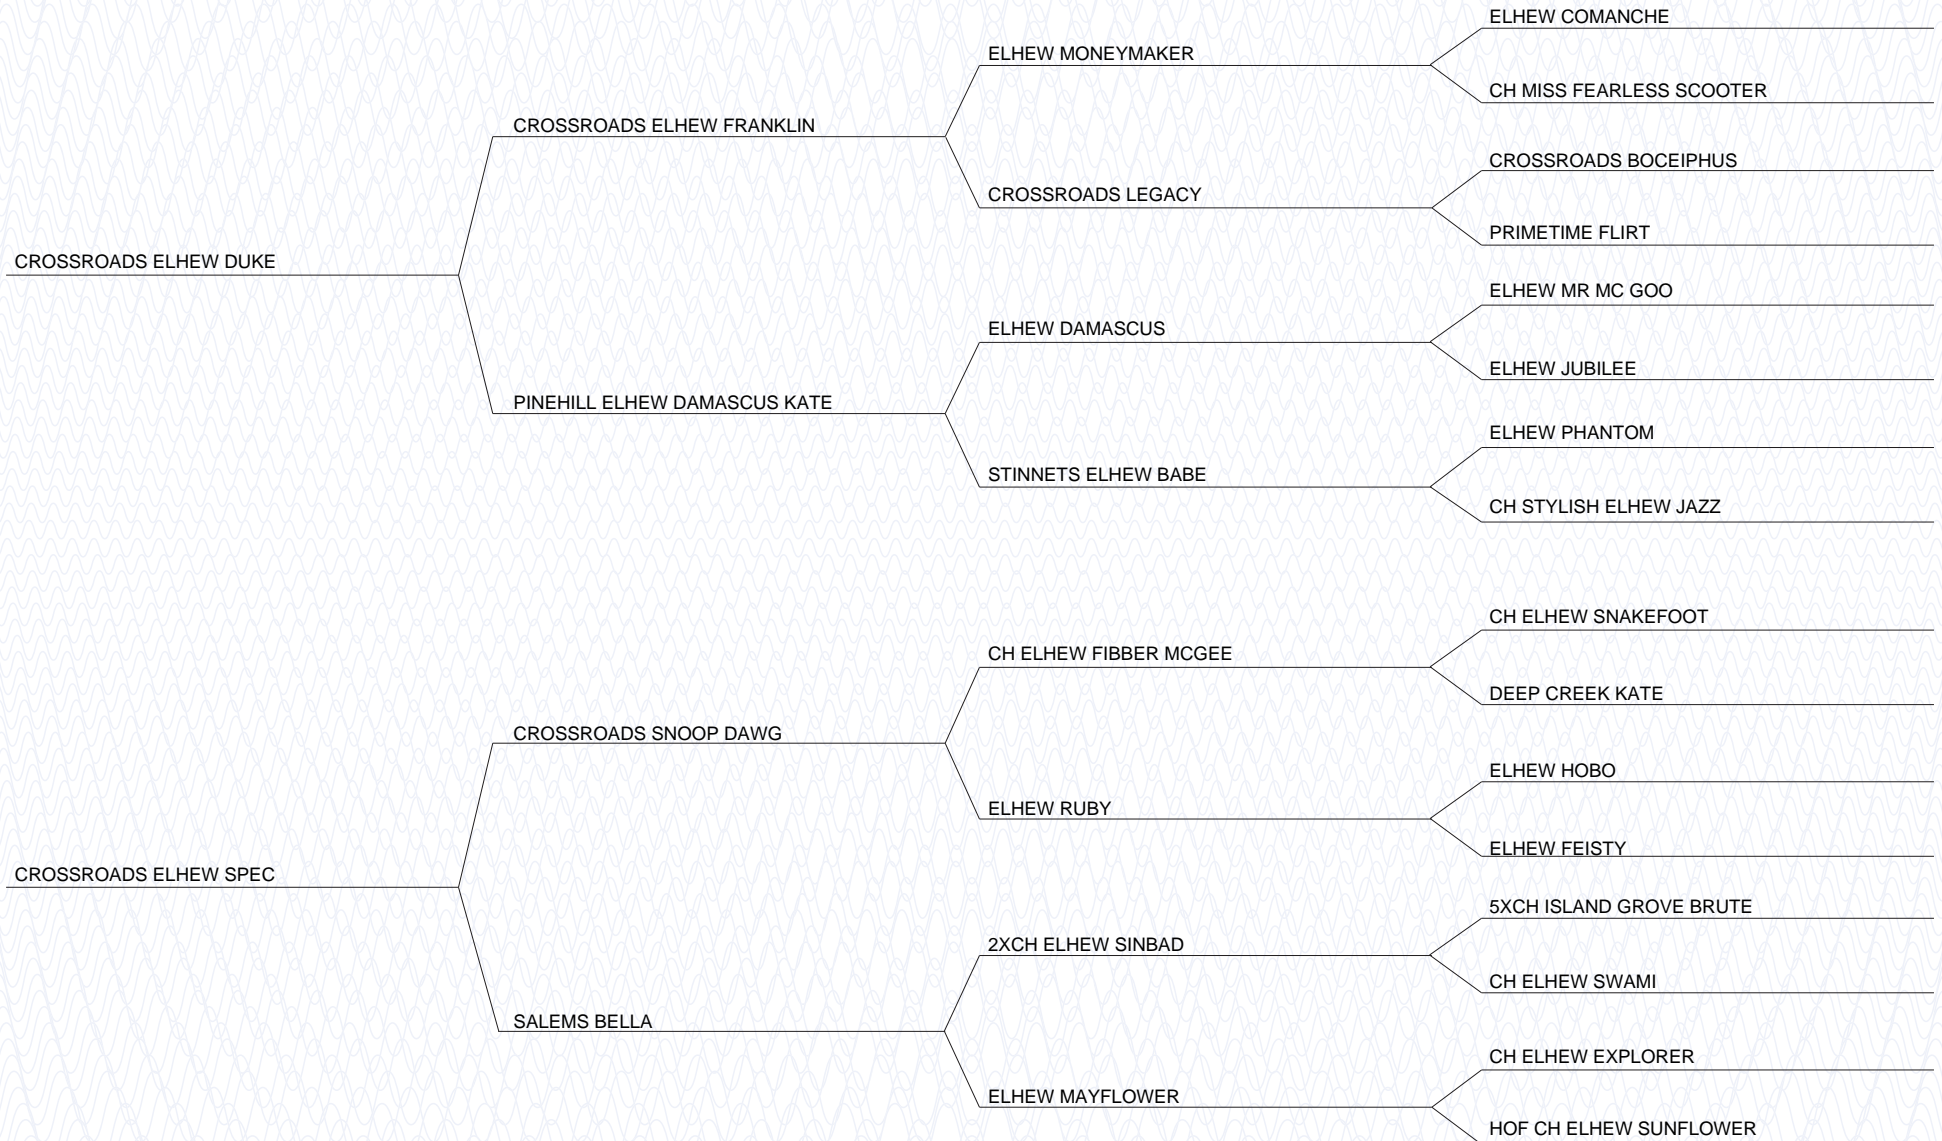 ELHEW COMANCHE
ELHEW MONEYMAKER
CH MISS FEARLESS SCOOTER
CROSSROADS ELHEW FRANKLIN
CROSSROADS BOCEIPHUS
CROSSROADS LEGACY
PRIMETIME FLIRT
CROSSROADS ELHEW DUKE
ELHEW MR MC GOO
ELHEW DAMASCUS
ELHEW JUBILEE
PINEHILL ELHEW DAMASCUS KATE
ELHEW PHANTOM
STINNETS ELHEW BABE
CH STYLISH ELHEW JAZZ
CH ELHEW SNAKEFOOT
CH ELHEW FIBBER MCGEE
DEEP CREEK KATE
CROSSROADS SNOOP DAWG
ELHEW HOBO
ELHEW RUBY
ELHEW FEISTY
CROSSROADS ELHEW SPEC
5XCH ISLAND GROVE BRUTE
2XCH ELHEW SINBAD
CH ELHEW SWAMI
SALEMS BELLA
CH ELHEW EXPLORER
ELHEW MAYFLOWER
HOF CH ELHEW SUNFLOWER